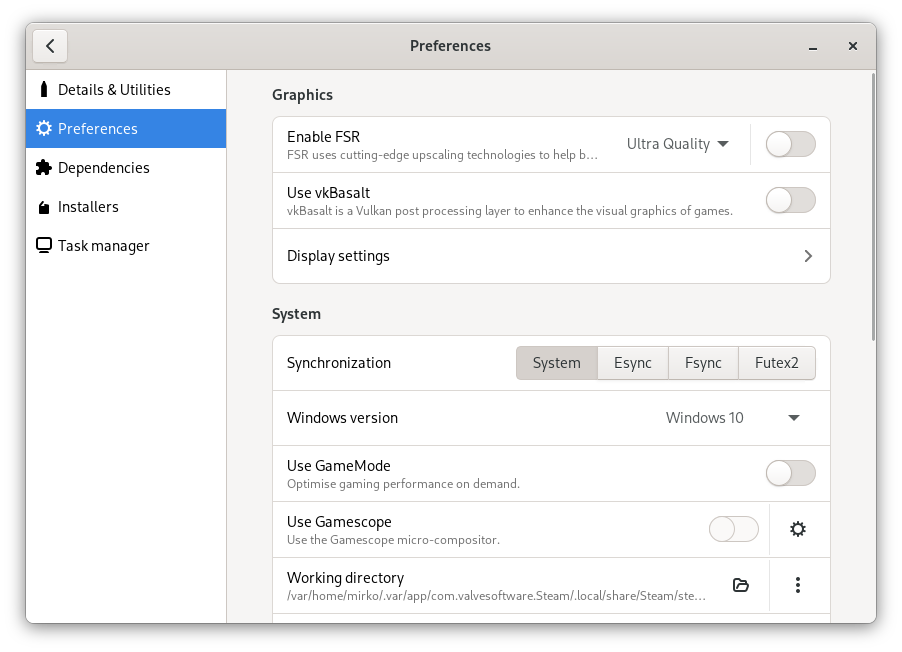 Preferences
Details & Utilities
Preferences
Dependencies
Installers
Task manager
Graphics
Enable FSR
FSR uses cutting-edge upscaling technologies to help b...
Ultra Quality
Use vkBasalt
vkBasalt is a Vulkan post processing layer to enhance the visual graphics of games.
Display settings
System
Synchronization
System Esync Fsync Futex2
Windows version
Windows 10
Use GameMode
Optimise gaming performance on demand.
Use Gamescope
Use the Gamescope micro-compositor.
Working directory
/var/home/mirko/.var/app/com.valvesoftware.Steam/.local/share/Steam/ste...